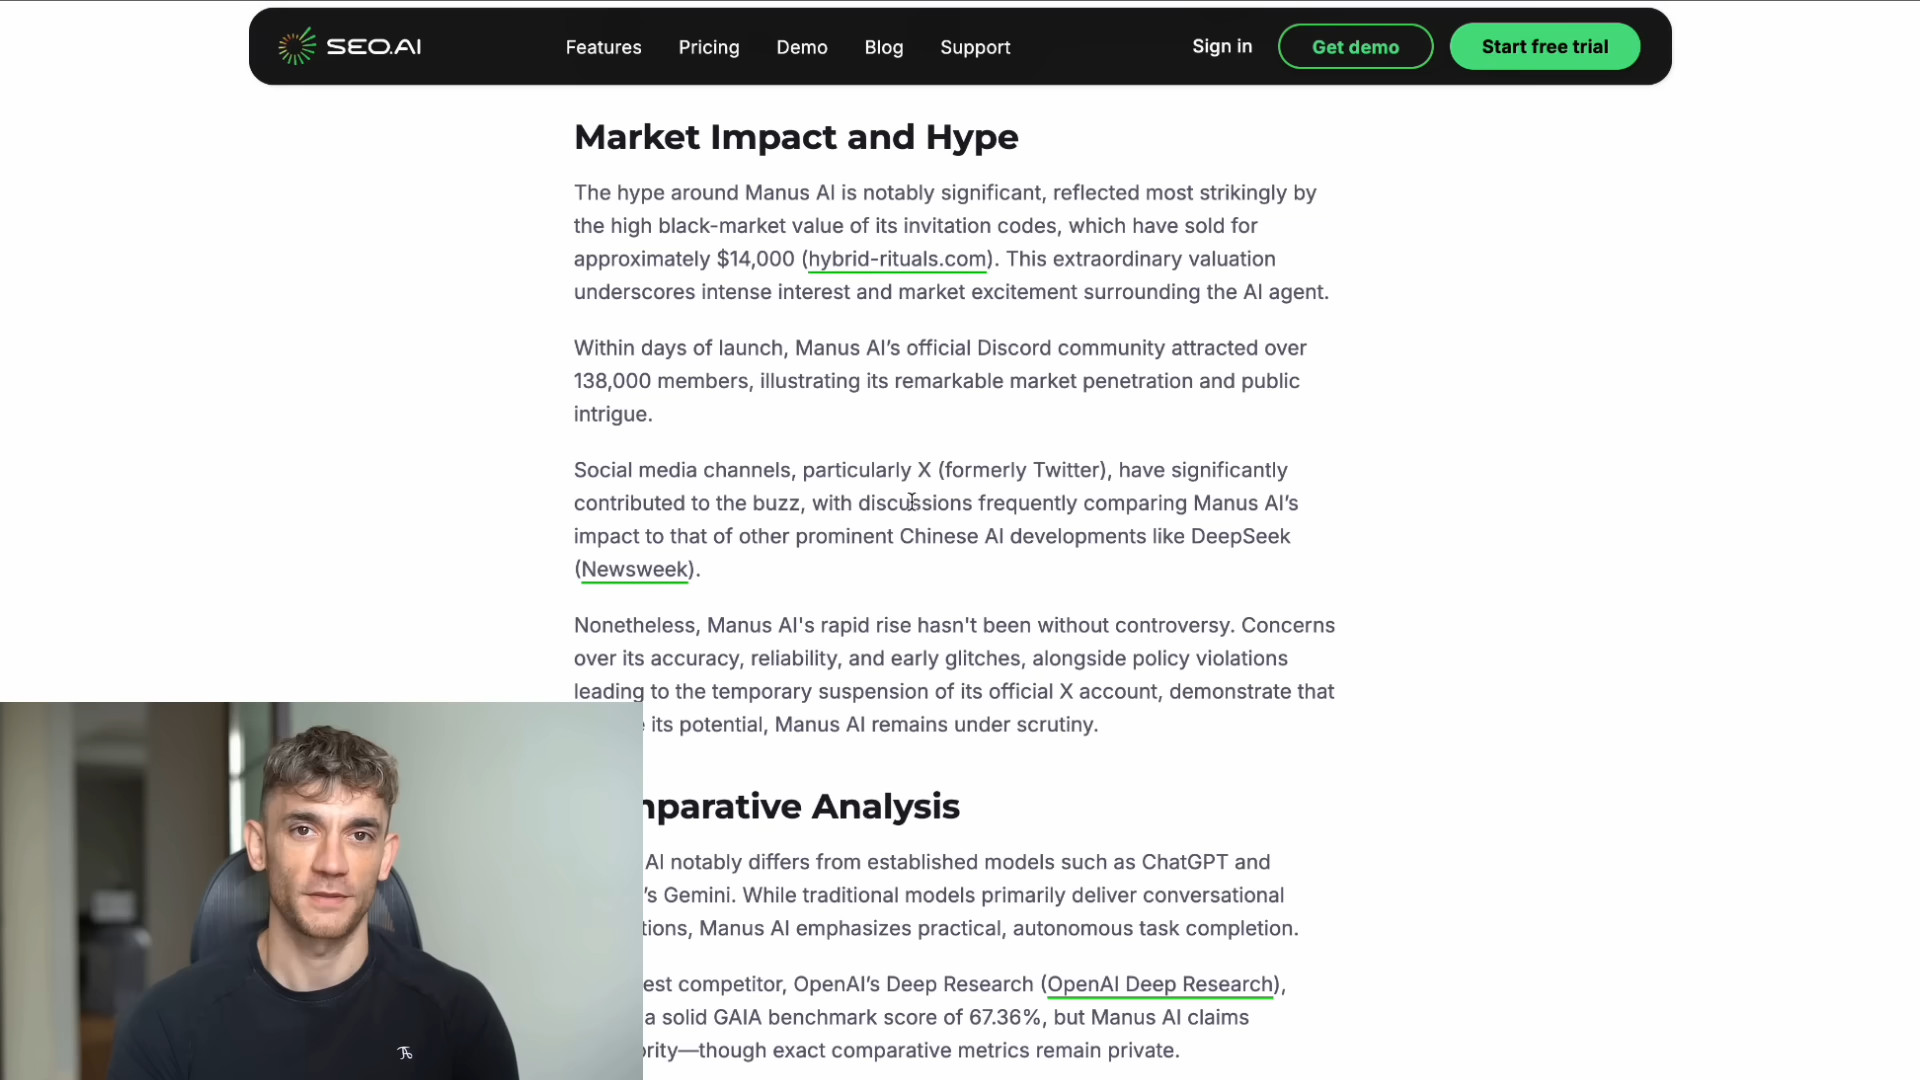 SEO.AI
Features
Pricing
Demo
Blog
Support
Sign in
Get demo
Start free trial
Market Impact and Hype
The hype around Manus AI is notably significant, reflected most strikingly by
the high black-market value of its invitation codes, which have sold for
approximately $14,000 (hybrid-rituals.com). This extraordinary valuation
underscores intense interest and market excitement surrounding the AI agent.
Within days of launch, Manus AI’s official Discord community attracted over
138,000 members, illustrating its remarkable market penetration and public
intrigue.
Social media channels, particularly X (formerly Twitter), have significantly
contributed to the buzz, with discussions frequently comparing Manus AI’s
impact to that of other prominent Chinese AI developments like DeepSeek
(Newsweek).
Nonetheless, Manus AI's rapid rise hasn't been without controversy. Concerns
over its accuracy, reliability, and early glitches, alongside policy violations
leading to the temporary suspension of its official X account, demonstrate that
its potential, Manus AI remains under scrutiny.
mparative Analysis
AI notably differs from established models such as ChatGPT and
’s Gemini. While traditional models primarily deliver conversational
tions, Manus AI emphasizes practical, autonomous task completion.
est competitor, OpenAI’s Deep Research (OpenAI Deep Research),
a solid GAIA benchmark score of 67.36%, but Manus AI claims
ority—though exact comparative metrics remain private.